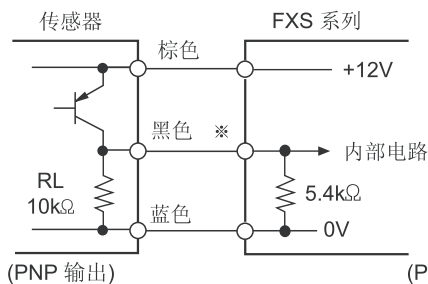 传感器
FXS 系列
棕色
+12V
黑色 ※
内部电路
RL
10kΩ
5.4kΩ
蓝色
0V
(PNP 输出)
(P